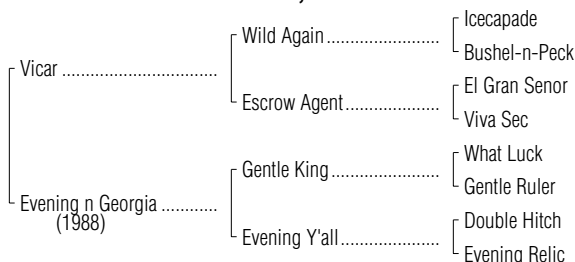 Icecapade
Wild Again ........................
Bushel-n-Peck
Vicar .................................
El Gran Senor
Escrow Agent....................
Viva Sec
What Luck
Gentle King.......................
Gentle Ruler
Evening n Georgia ............
(1988)
Double Hitch
Evening Y'all.....................
Evening Relic